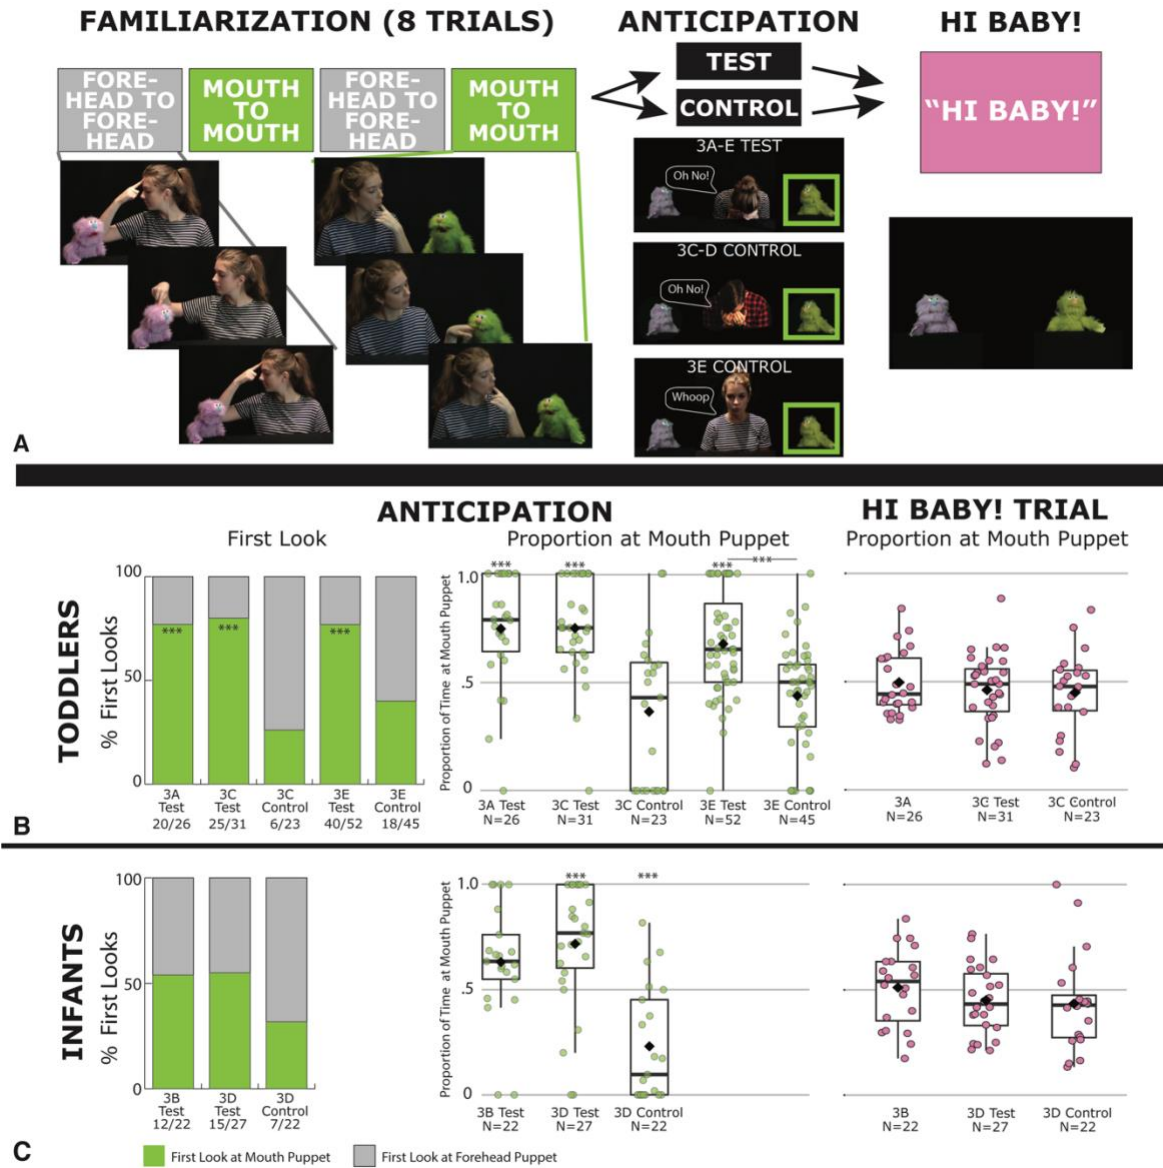 FAMILIARIZATION (8 TRIALS)
ANTICIPATION
HI BABY!
FORE-
HEAD TO
FORE-
HEAD
MOUTH
TO
MOUTH
FORE-
HEAD TO
FORE-
HEAD
MOUTH
TO
MOUTH
TEST
CONTROL
"HI BABY!"
3A-E TEST
Oh No!
3C-D CONTROL
Oh No!
3E CONTROL
Whoop
A
ANTICIPATION
HI BABY! TRIAL
First Look
Proportion at Mouth Puppet
Proportion at Mouth Puppet
TODDLERS
% First Looks
100
50
0
***
***
***
3A
Test
20/26
3C
Test
25/31
3C
Control
6/23
3E
Test
40/52
3E
Control
18/45
Proportion of Time at Mouth Puppet
1.0
.5
0
***
***
***
***
3A Test
N=26
3C Test
N=31
3C Control
N=23
3E Test
N=52
3E Control
N=45
3A
N=26
3C Test
N=31
3C Control
N=23
B
INFANTS
% First Looks
100
50
0
3B
Test
12/22
3D
Test
15/27
3D
Control
7/22
Proportion of Time at Mouth Puppet
1.0
.5
0
***
***
3B Test
N=22
3D Test
N=27
3D Control
N=22
3B
N=22
3D Test
N=27
3D Control
N=22
C
First Look at Mouth Puppet
First Look at Forehead Puppet